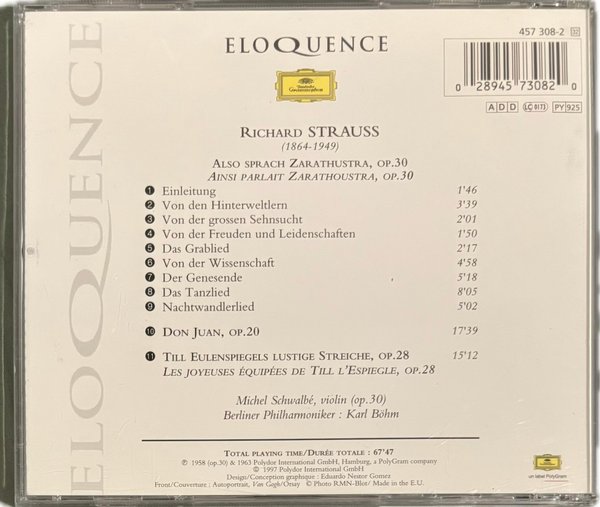 ELOQUENCE
ELOQUENCE
457 308-2 32
Deutsche
Grammophon
0 28945 73082 0
ADD LC 0173 PY 925
RICHARD STRAUSS
(1864-1949)
ALSO SPRACH ZARATHUSTRA, OP.30
AINSI PARLAIT ZARATHOUSTRA, OP.30
1 Einleitung 1'46
2 Von den Hinterweltlern 3'39
3 Von der grossen Sehnsucht 2'01
4 Von der Freuden und Leidenschaften 1'50
5 Das Grablied 2'17
6 Von der Wissenschaft 4'58
7 Der Genesende 5'18
8 Das Tanzlied 8'05
9 Nachtwandlerlied 5'02
10 DON JUAN, OP.20 17'39
11 TILL EULENSPIEGELS LUSTIGE STREICHE, OP.28 15'12
LES JOYEUSES ÉQUIPÉES DE TILL L'ESPIEGLE, OP.28
Michel Schwalbé, violin (op.30)
Berliner Philharmoniker : Karl Böhm
TOTAL PLAYING TIME/DURÉE TOTALE : 67'47
℗ 1958 (op.30) & 1963 Polydor International GmbH, Hamburg, a PolyGram company
© 1997 Polydor International GmbH
Design/Conception graphique : Eduardo Nestor Gomez
Front/Couverture : Autoportrait, Van Gogh/Orsay © Photo RMN-Blot/ Made in the E.U.
un label PolyGram